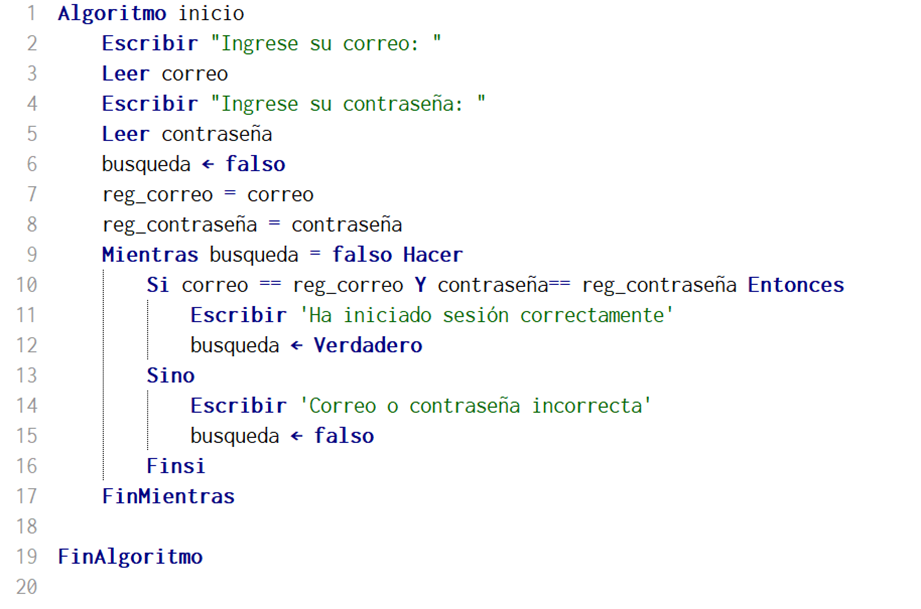 1 Algoritmo inicio
2 Escribir "Ingrese su correo: "
3 Leer correo
4 Escribir "Ingrese su contraseña: "
5 Leer contraseña
6 busqueda ← falso
7 reg_correo = correo
8 reg_contraseña = contraseña
9 Mientras busqueda = falso Hacer
10 Si correo == reg_correo Y contraseña== reg_contraseña Entonces
11 Escribir 'Ha iniciado sesión correctamente'
12 busqueda ← Verdadero
13 Sino
14 Escribir 'Correo o contraseña incorrecta'
15 busqueda ← falso
16 Finsi
17 FinMientras
18
19 FinAlgoritmo
20